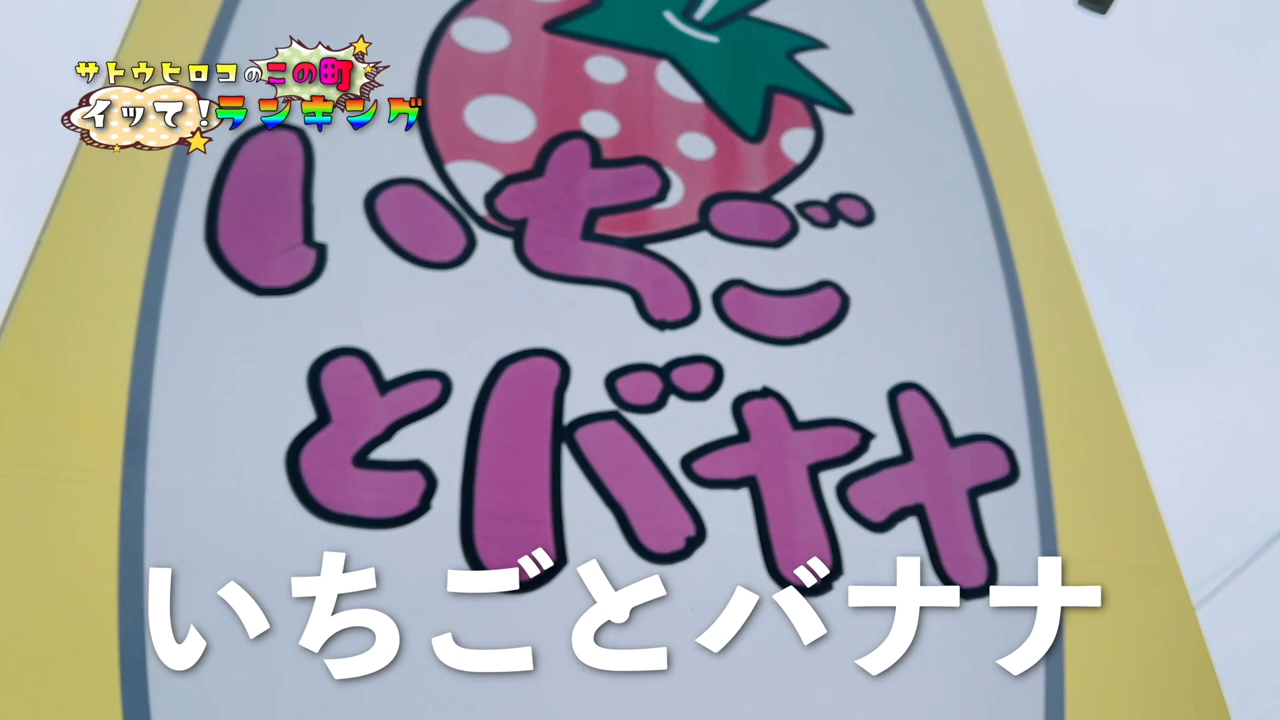 サトウヒロコのこの町
イッて!ランキング
いちご
とバナナ
いちごとバナナ